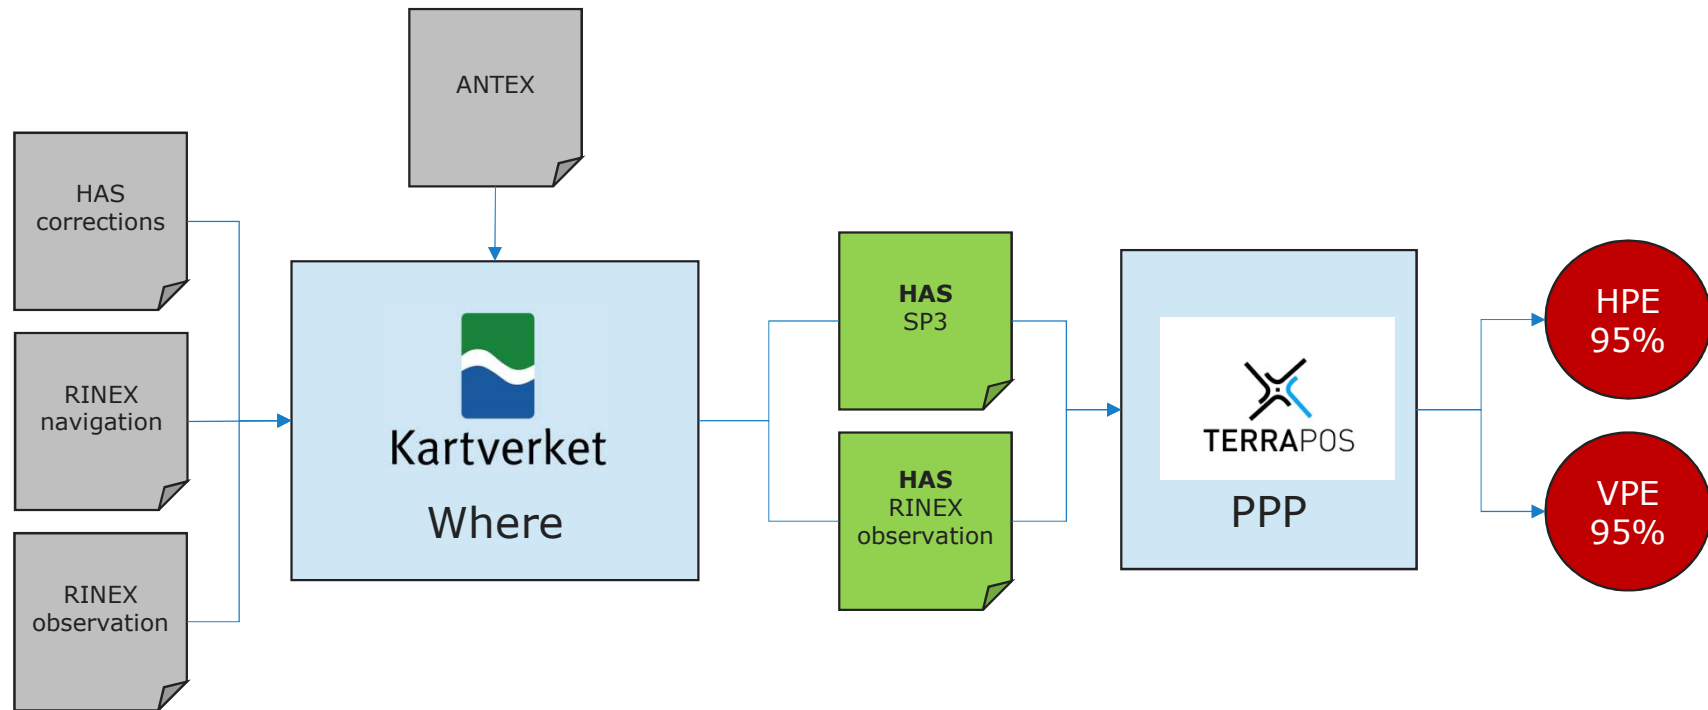 ANTEX
HAS
corrections
RINEX
navigation
RINEX
observation
Kartverket
Where
HAS
SP3
HAS
RINEX
observation
TERRAPOS
PPP
HPE
95%
VPE
95%